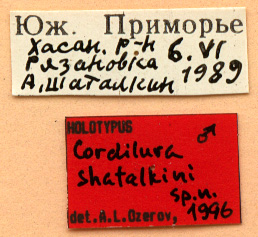 Юж. Приморье
Хасан. р-н 6. VI
Рязановка 1989
А. Шаталкин
HOLOTYPUS ♂
Cordilura
shatalkini
sp.n.
det.A.L.Ozerov, 1996